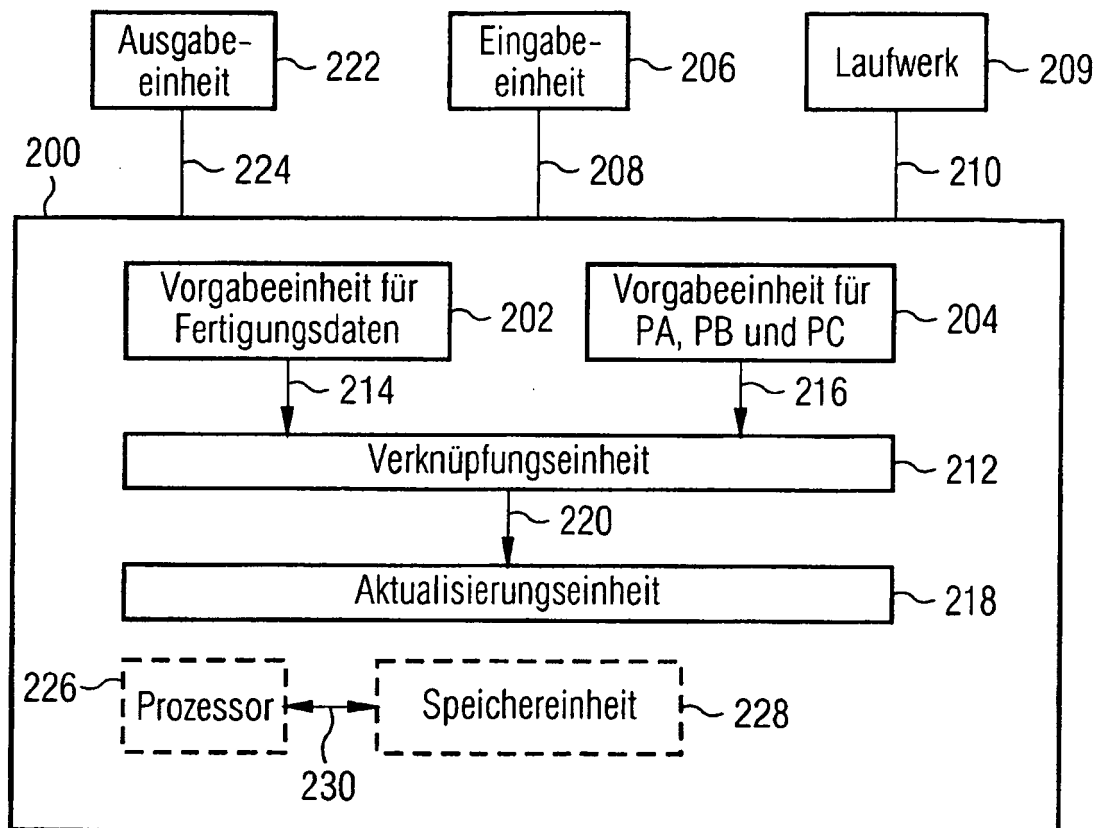 Ausgabe-
einheit
222
Eingabe-
einheit
206
Laufwerk
209
200
224
208
210
Vorgabeeinheit für
Fertigungsdaten
202
Vorgabeeinheit für
PA, PB und PC
204
214
216
Verknüpfungseinheit
212
220
Aktualisierungseinheit
218
226
Prozessor
230
Speichereinheit
228